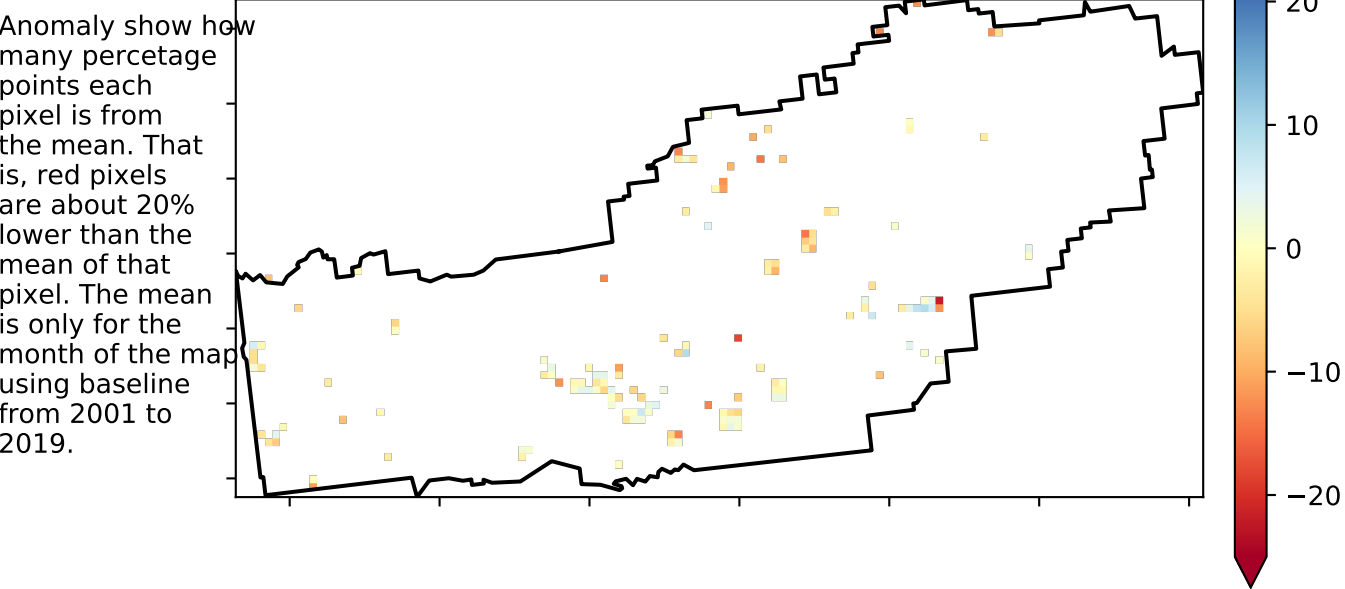 Anomaly show how
many percetage
points each
pixel is from
the mean. That
is, red pixels
are about 20%
lower than the
mean of that
pixel. The mean
is only for the
month of the map
using baseline
from 2001 to
2019.
20
10
0
−10
−20